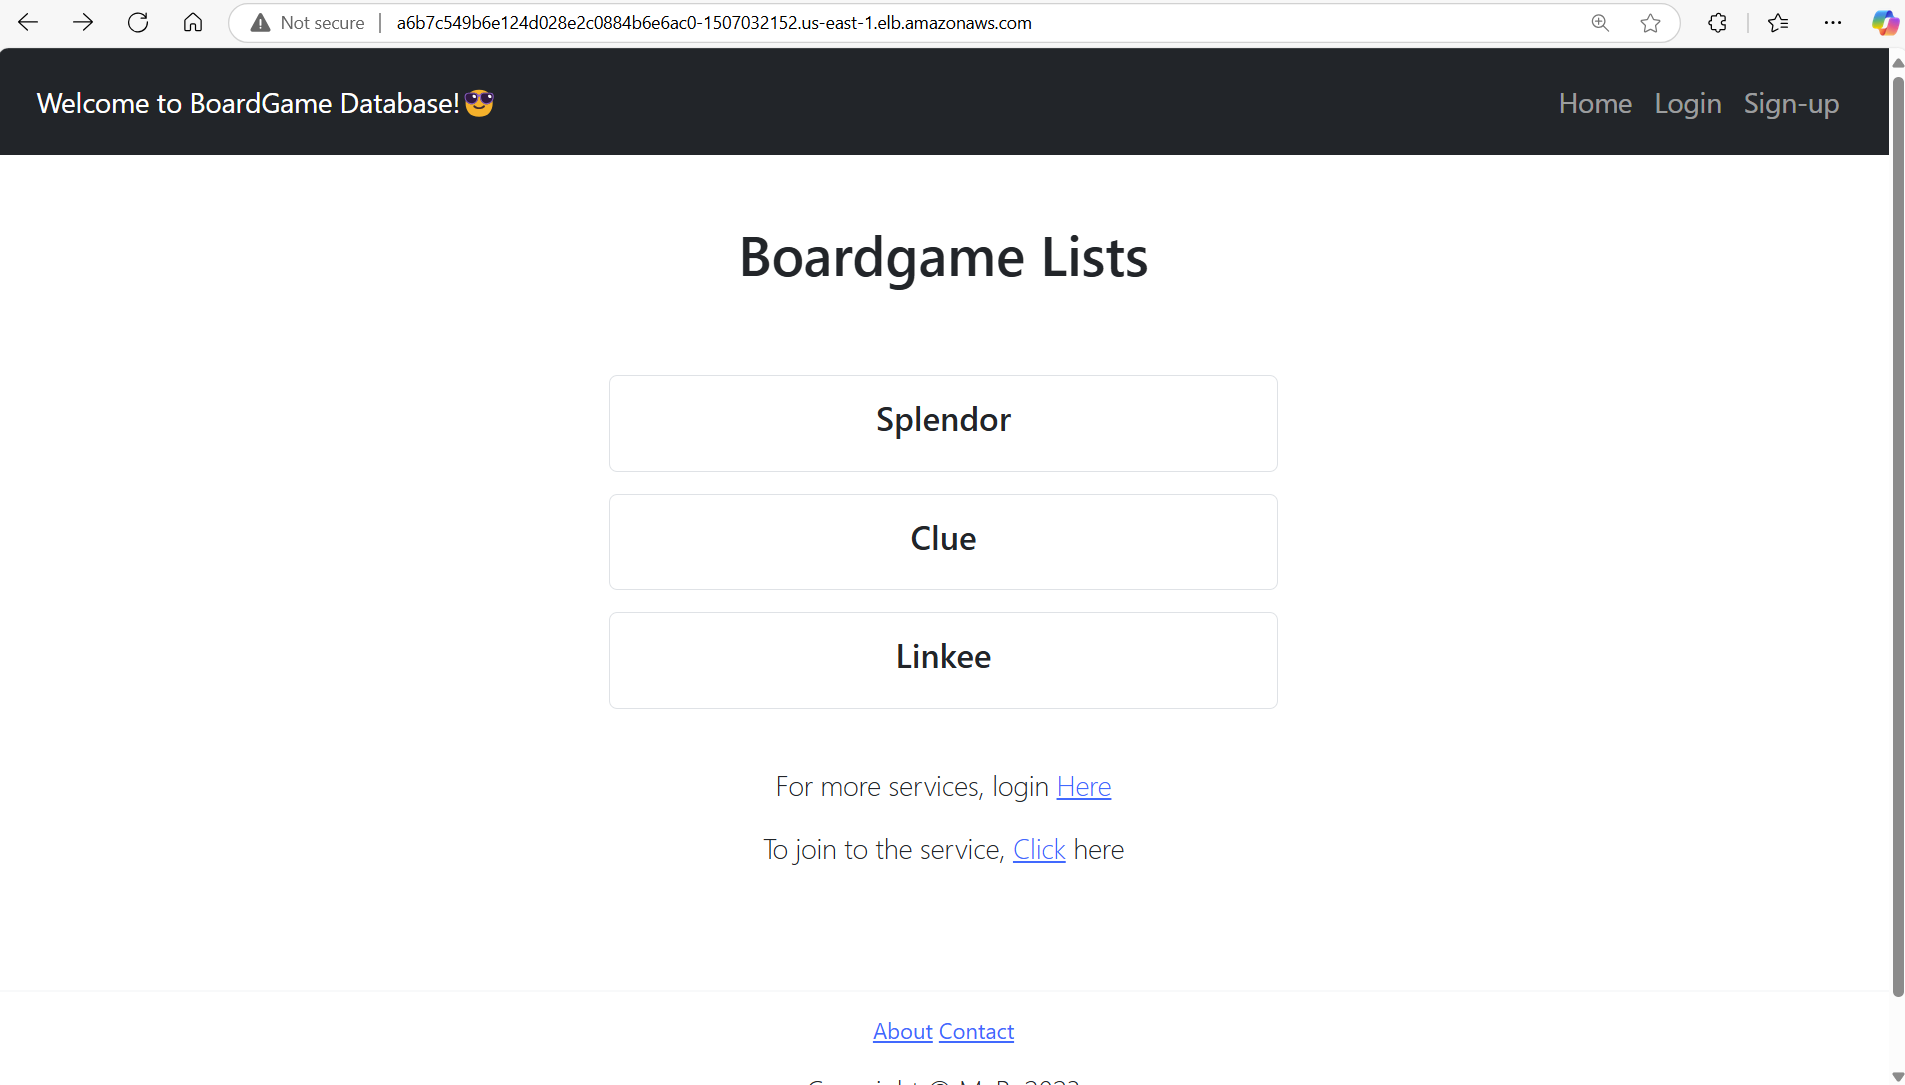 Not secure
a6b7c549b6e124d028e2c0884b6e6ac0-1507032152.us-east-1.elb.amazonaws.com
Welcome to BoardGame Database!😎
Home Login Sign-up
Boardgame Lists
Splendor
Clue
Linkee
For more services, login Here
To join to the service, Click here
About Contact